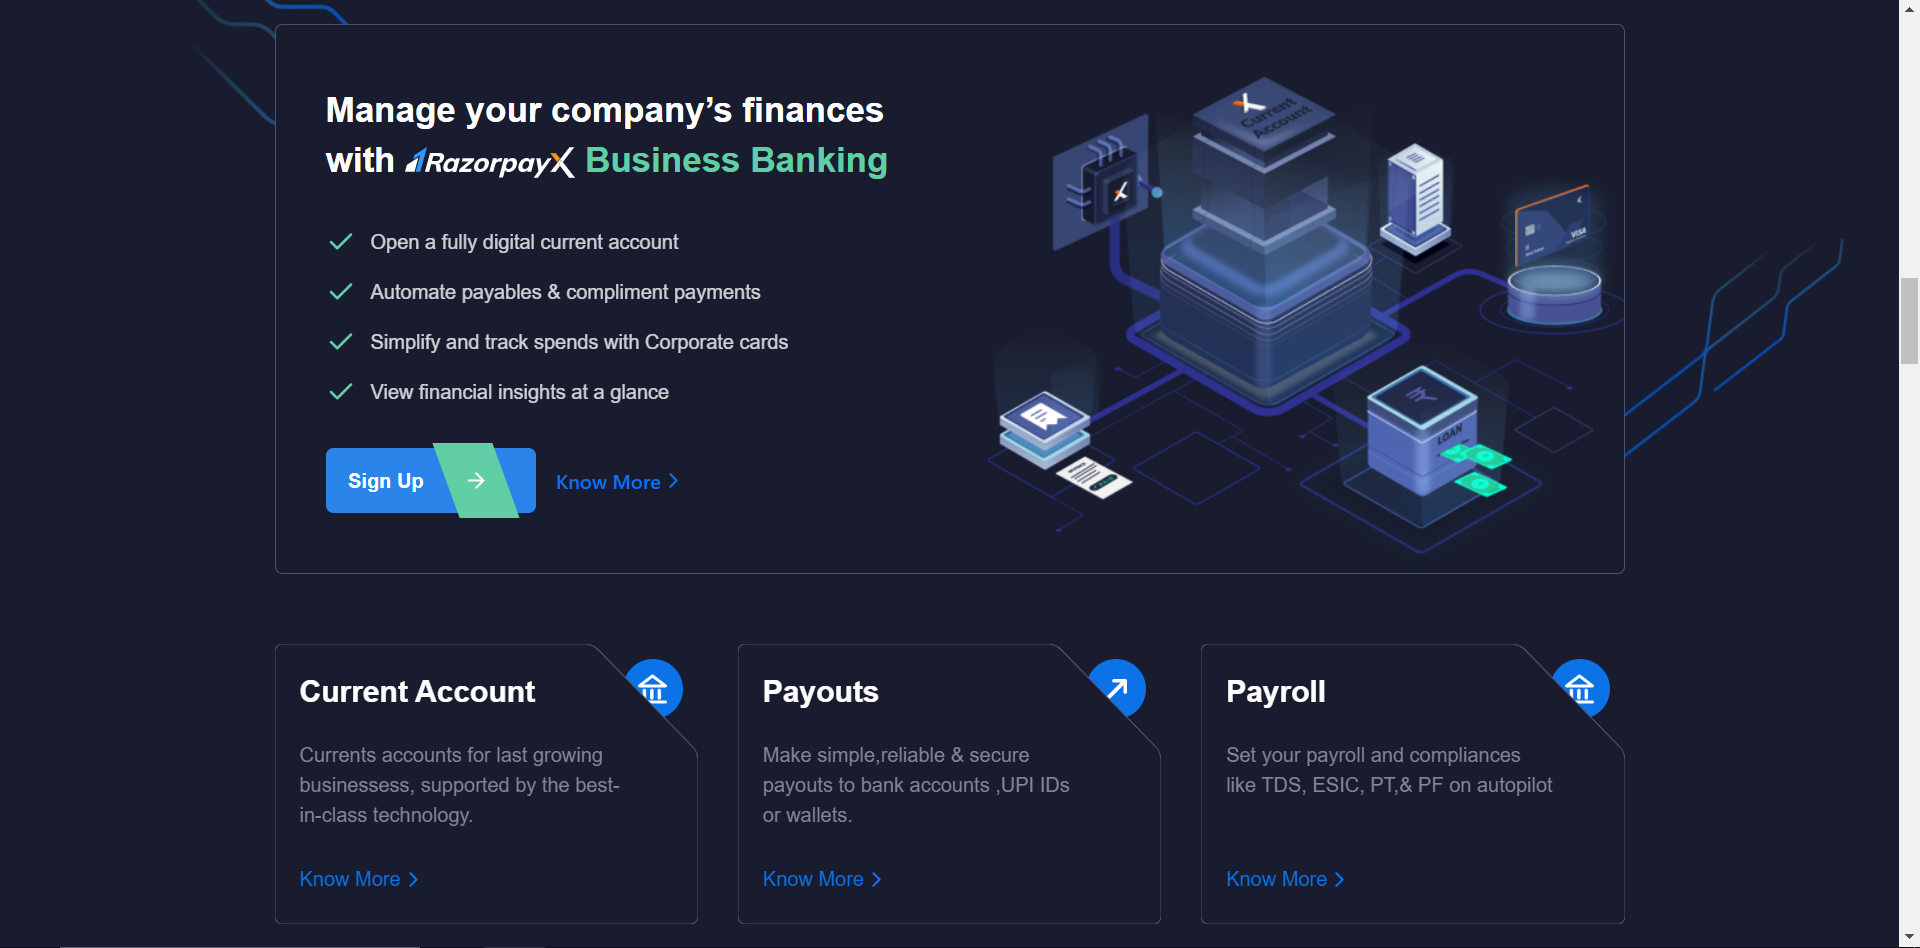 Manage your company’s finances
with RazorpayX Business Banking
Open a fully digital current account
Automate payables & compliment payments
Simplify and track spends with Corporate cards
View financial insights at a glance
Sign Up
Know More
Current
Account
VISA
LOAN
Current Account
Currents accounts for last growing
businessess, supported by the best-
in-class technology.
Know More
Payouts
Make simple,reliable & secure
payouts to bank accounts ,UPI IDs
or wallets.
Know More
Payroll
Set your payroll and compliances
like TDS, ESIC, PT,& PF on autopilot
Know More